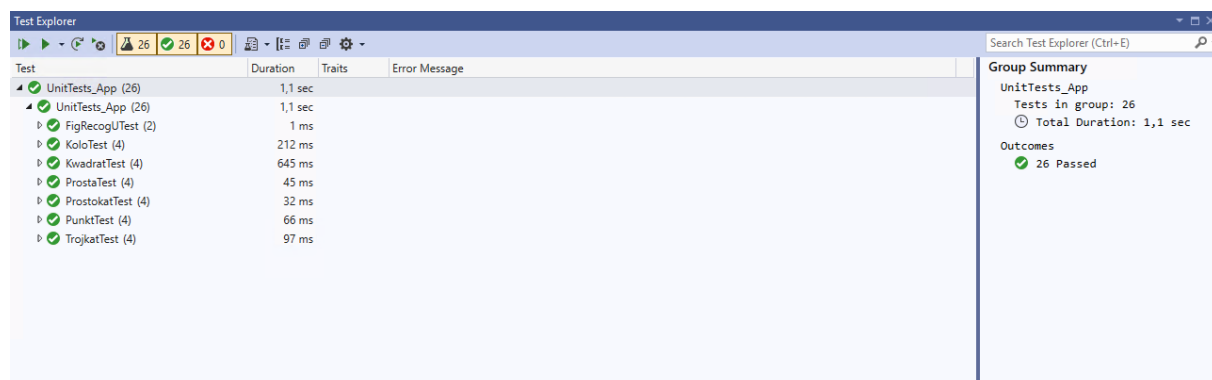 Test Explorer
26 26 0
Search Test Explorer (Ctrl+E)
Test Duration Traits Error Message
UnitTests_App (26) 1,1 sec
UnitTests_App (26) 1,1 sec
FigRecogUTest (2) 1 ms
KoloTest (4) 212 ms
KwadratTest (4) 645 ms
ProstaTest (4) 45 ms
ProstokatTest (4) 32 ms
PunktTest (4) 66 ms
TrojkatTest (4) 97 ms
Group Summary
UnitTests_App
Tests in group: 26
Total Duration: 1,1 sec
Outcomes
26 Passed